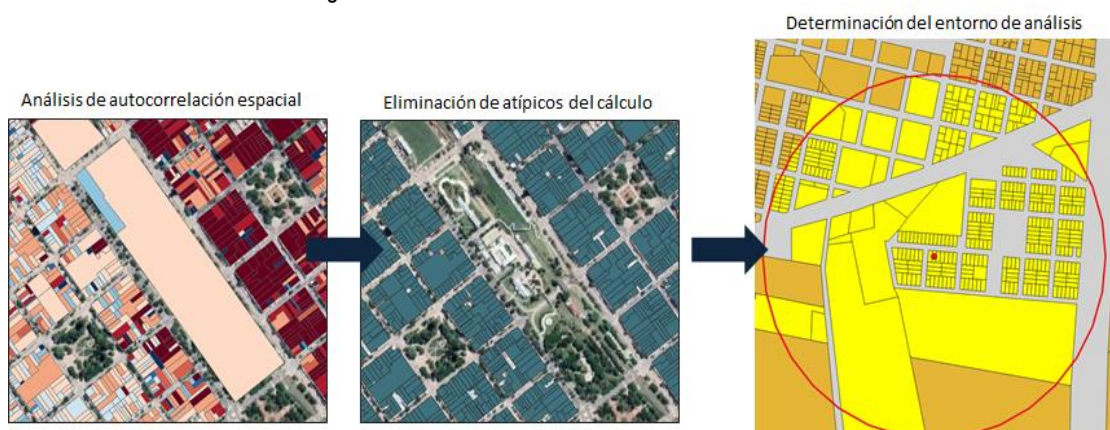 Determinación del entorno de análisis
Análisis de autocorrelación espacial
Eliminación de atípicos del cálculo